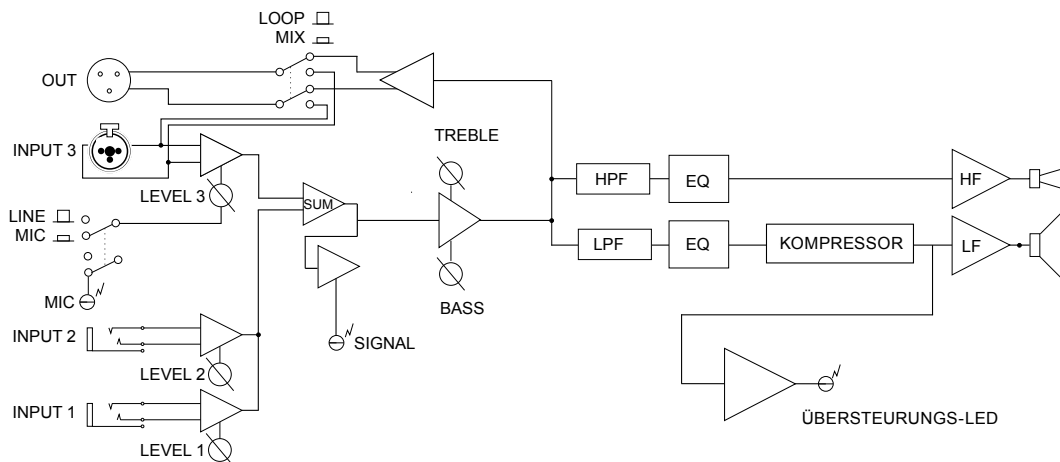 LOOP
MIX
OUT
INPUT 3
LEVEL 3
LINE
MIC
MIC
INPUT 2
LEVEL 2
INPUT 1
LEVEL 1
SUM
SIGNAL
TREBLE
BASS
HPF
EQ
HF
LPF
EQ
KOMPRESSOR
LF
ÜBERSTEURUNGS-LED